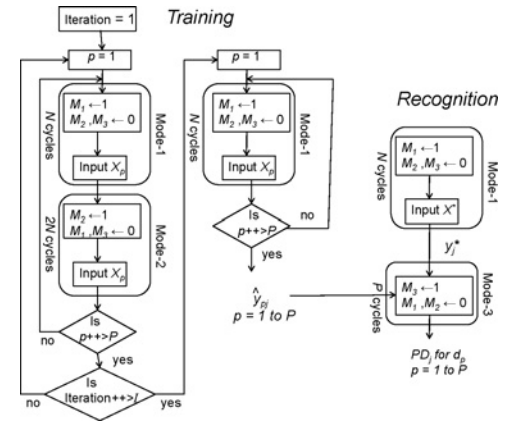 Training
Iteration = 1
p = 1
M₁ ←1
M₂ ,M₃ ← 0
Input Xₚ
N cycles
Mode-1
M₂ ←1
M₁ ,M₃ ← 0
Input Xₚ
2N cycles
Mode-2
Is
p++>P
no
yes
Is
Iteration++>I
no
yes
p = 1
M₁ ←1
M₂ ,M₃ ← 0
Input Xₚ
N cycles
Mode-1
Is
p++>P
no
yes
ŷₚⱼ
p = 1 to P
Recognition
M₁ ←1
M₂ ,M₃ ← 0
Input X*
N cycles
Mode-1
yⱼ*
M₃ ←1
M₁ ,M₂ ← 0
P cycles
Mode-3
PDⱼ for dₚ
p = 1 to P